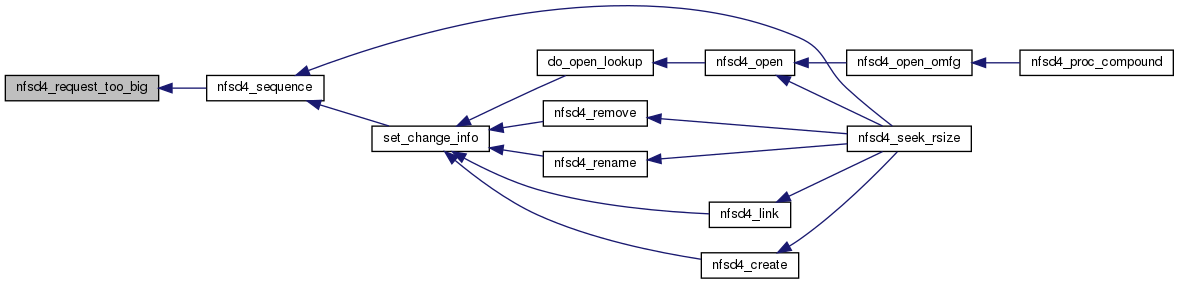 nfsd4_request_too_big
nfsd4_sequence
set_change_info
do_open_lookup
nfsd4_open
nfsd4_open_omfg
nfsd4_proc_compound
nfsd4_remove
nfsd4_rename
nfsd4_seek_rsize
nfsd4_link
nfsd4_create